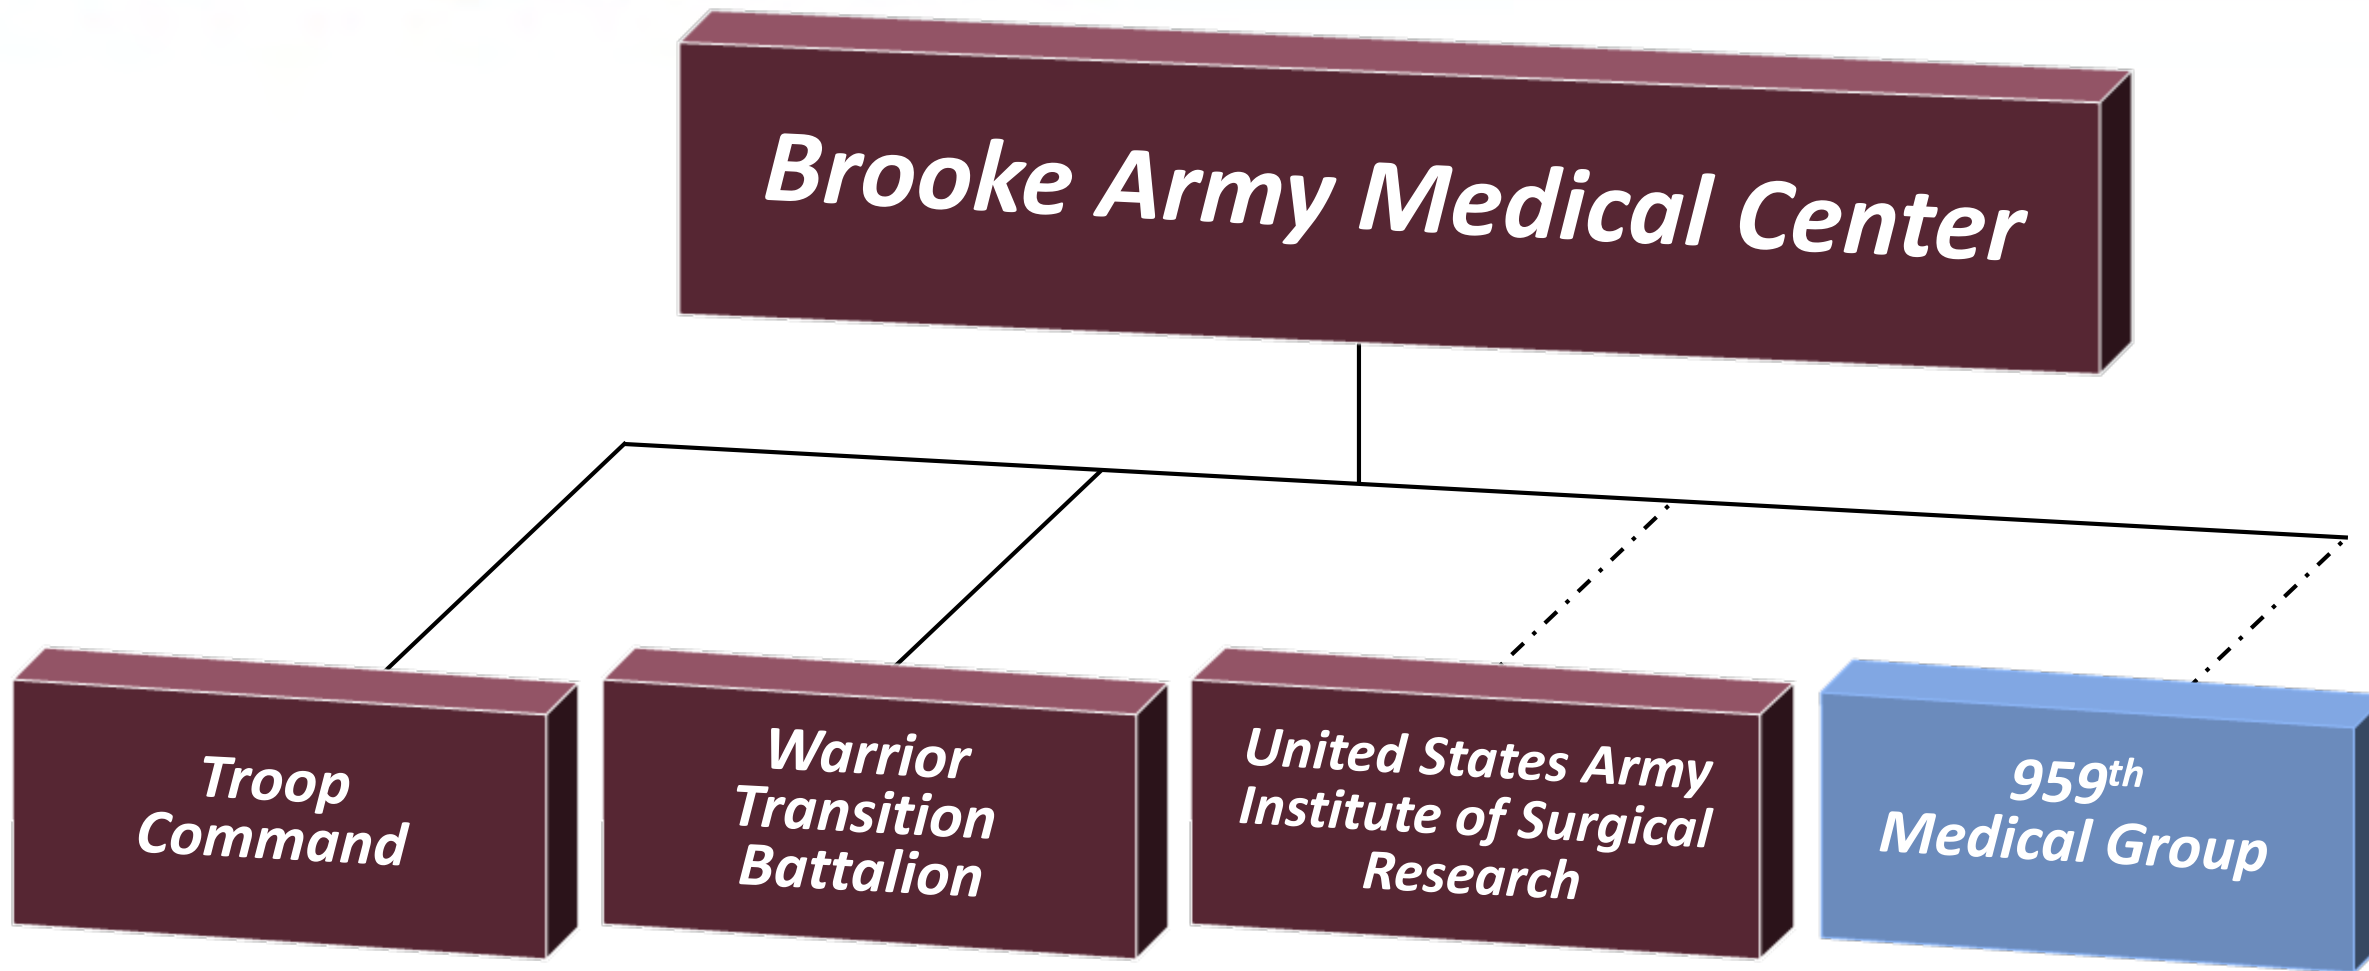 Brooke Army Medical Center
Troop
Command
Warrior
Transition
Battalion
United States Army
Institute of Surgical
Research
959th
Medical Group